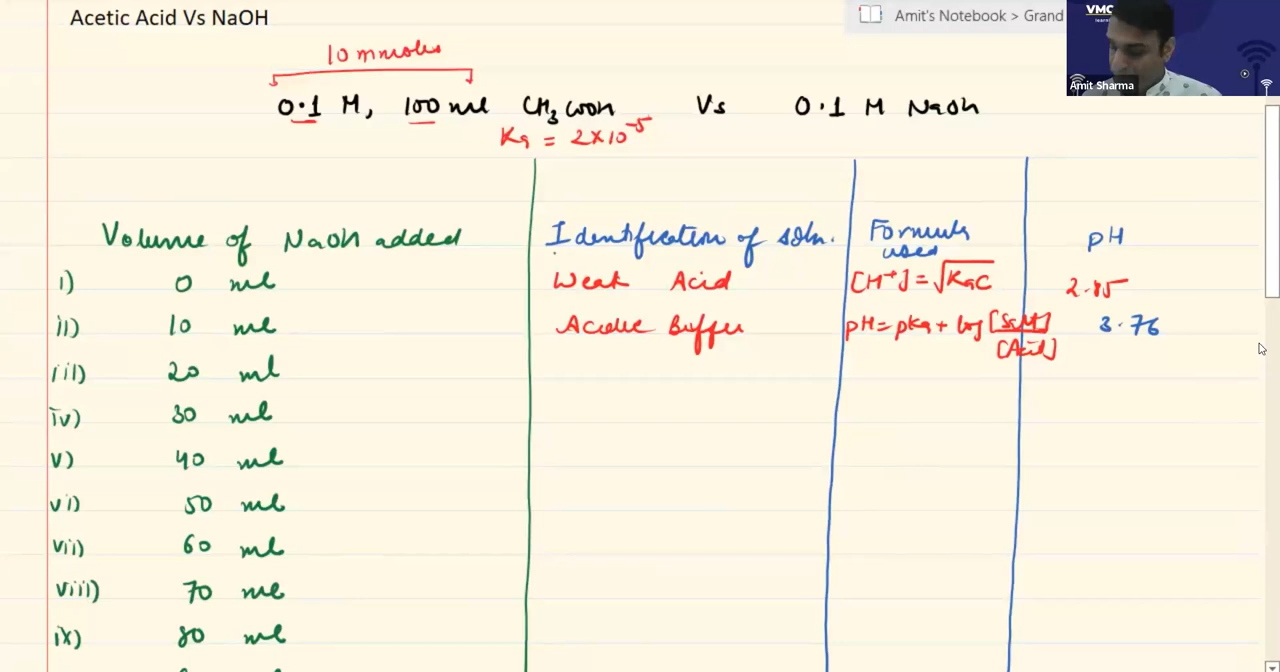 Acetic Acid Vs NaOH
Amit's Notebook > Grand
VMC
Amit Sharma
10 mmoles
0.1 M, 100 ml CH3COOH Vs 0.1 M NaOH
Ka = 2×10^-5
Volume of NaOH added | Identification of soln. | Formula used | pH
i) 0 ml Weak Acid [H+] = √KaC 2.85
ii) 10 ml Acidic Buffer pH = pKa + log [Salt]/[Acid] 3.76
iii) 20 ml
iv) 30 ml
v) 40 ml
vi) 50 ml
vii) 60 ml
viii) 70 ml
ix) 80 ml